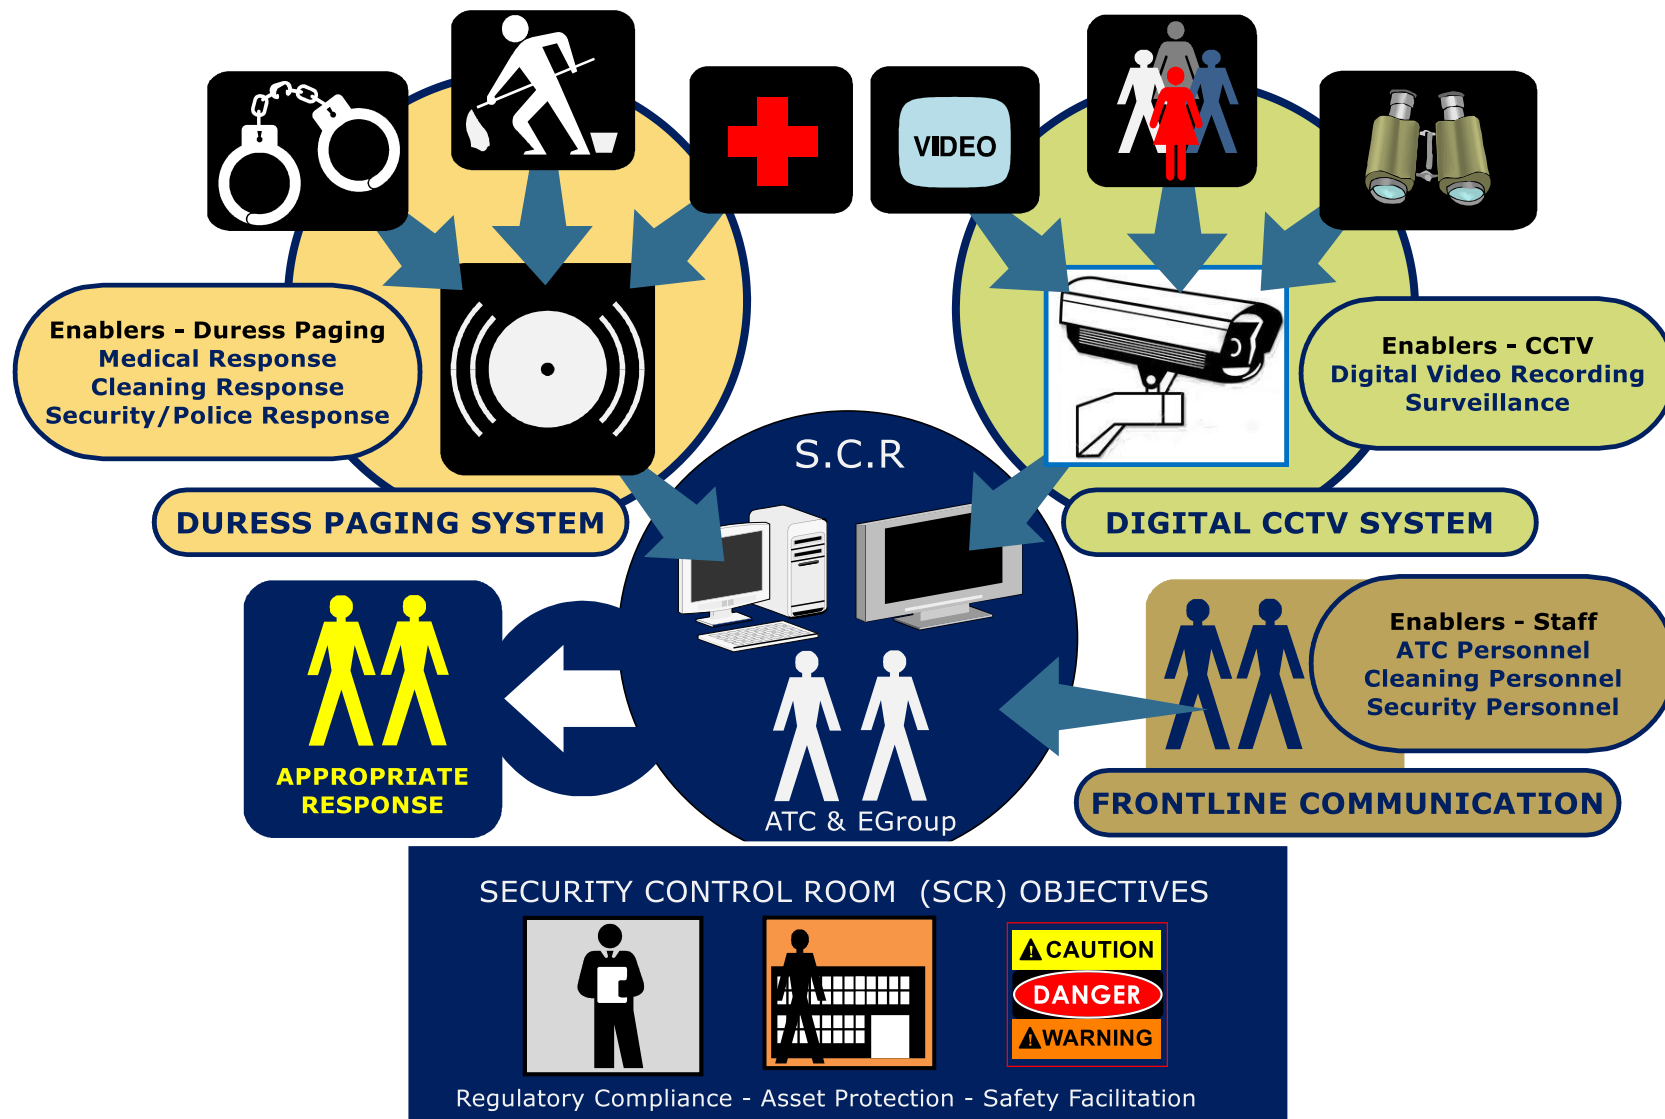 VIDEO
Enablers - Duress Paging
Medical Response
Cleaning Response
Security/Police Response
Enablers - CCTV
Digital Video Recording
Surveillance
S.C.R
DURESS PAGING SYSTEM
DIGITAL CCTV SYSTEM
Enablers - Staff
ATC Personnel
Cleaning Personnel
Security Personnel
APPROPRIATE
RESPONSE
FRONTLINE COMMUNICATION
ATC & EGroup
SECURITY CONTROL ROOM (SCR) OBJECTIVES
CAUTION
DANGER
WARNING
Regulatory Compliance - Asset Protection - Safety Facilitation